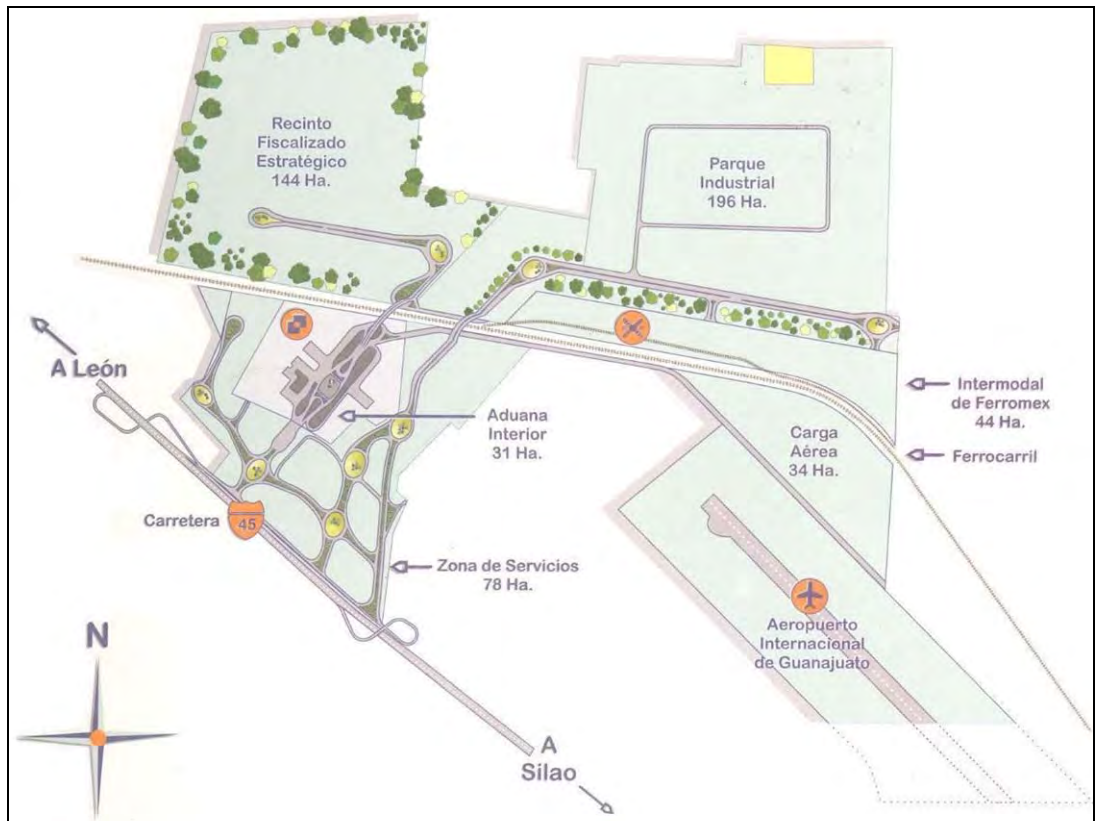 Recinto
Fiscalizado
Estratégico
144 Ha.
Parque
Industrial
196 Ha.
A León
Aduana
Interior
31 Ha.
Intermodal
de Ferromex
44 Ha.
Carga
Aérea
34 Ha.
Ferrocarril
Carretera
45
Zona de Servicios
78 Ha.
Aeropuerto
Internacional
de Guanajuato
N
A
Silao